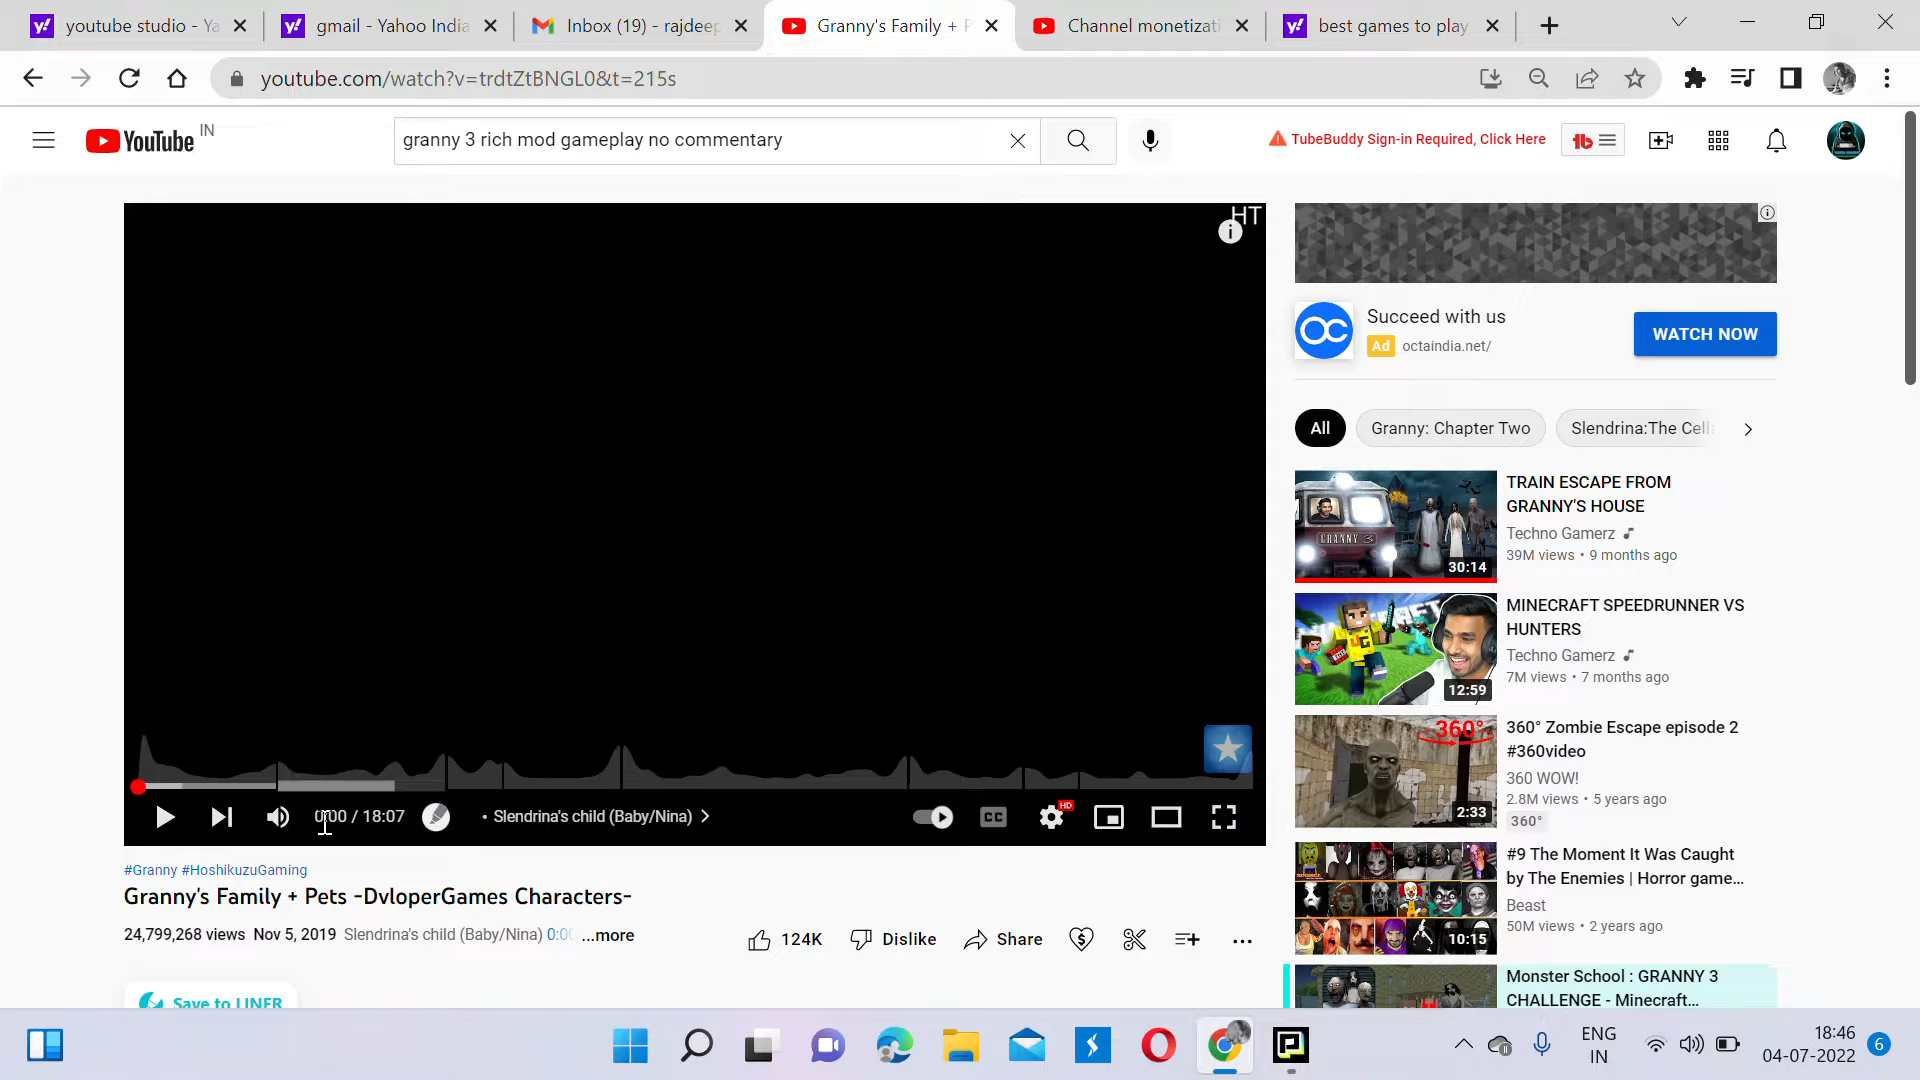 youtube studio - Ya
gmail - Yahoo India
Inbox (19) - rajdeep
Granny's Family + P
Channel monetizati
best games to play
youtube.com/watch?v=trdtZtBNGL0&t=215s
YouTube IN
granny 3 rich mod gameplay no commentary
TubeBuddy Sign-in Required, Click Here
tb
HT
Succeed with us
Ad octaindia.net/
WATCH NOW
All
Granny: Chapter Two
Slendrina:The Cell
TRAIN ESCAPE FROM
GRANNY'S HOUSE
Techno Gamerz
39M views • 9 months ago
GRANNY 3
30:14
MINECRAFT SPEEDRUNNER VS
HUNTERS
Techno Gamerz
7M views • 7 months ago
12:59
360° Zombie Escape episode 2
#360video
360 WOW!
2.8M views • 5 years ago
360°
360°
2:33
#9 The Moment It Was Caught
by The Enemies | Horror game...
Beast
50M views • 2 years ago
10:15
Monster School : GRANNY 3
CHALLENGE - Minecraft...
0:00 / 18:07
• Slendrina's child (Baby/Nina)
CC
HD
#Granny #HoshikuzuGaming
Granny's Family + Pets -DvloperGames Characters-
24,799,268 views Nov 5, 2019 Slendrina's child (Baby/Nina) 0:00 ...more
124K
Dislike
Share
Save to LINER
ENG
IN
18:46
04-07-2022
6